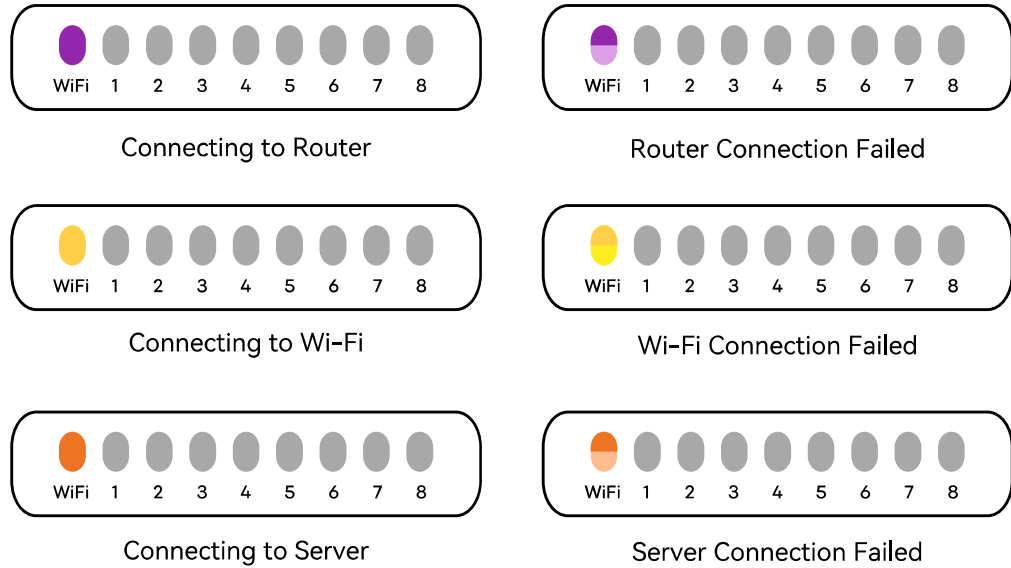 WiFi 1 2 3 4 5 6 7 8
Connecting to Router
WiFi 1 2 3 4 5 6 7 8
Router Connection Failed
WiFi 1 2 3 4 5 6 7 8
Connecting to Wi-Fi
WiFi 1 2 3 4 5 6 7 8
Wi-Fi Connection Failed
WiFi 1 2 3 4 5 6 7 8
Connecting to Server
WiFi 1 2 3 4 5 6 7 8
Server Connection Failed